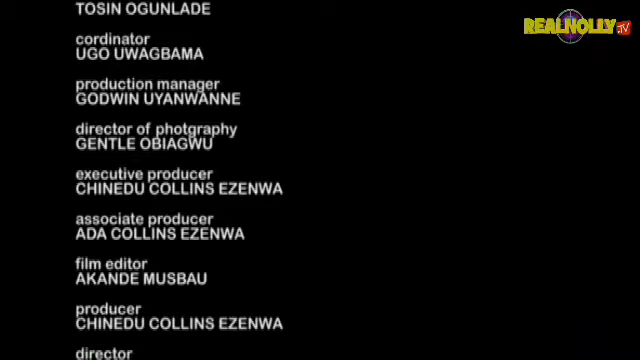 TOSIN OGUNLADE
REALNOLLY.TV
cordinator
UGO UWAGBAMA
production manager
GODWIN UYANWANNE
director of photgraphy
GENTLE OBIAGWU
executive producer
CHINEDU COLLINS EZENWA
associate producer
ADA COLLINS EZENWA
film editor
AKANDE MUSBAU
producer
CHINEDU COLLINS EZENWA
director